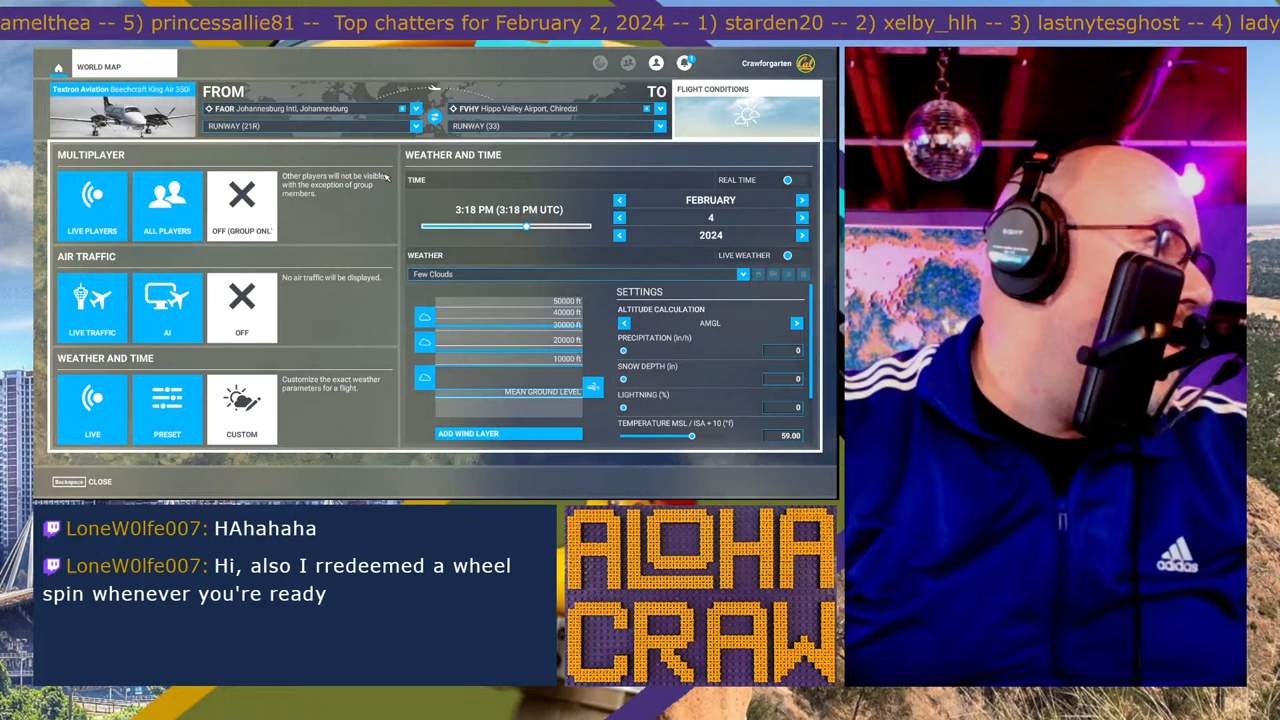 amelthea -- 5) princessallie81 -- Top chatters for February 2, 2024 -- 1) starden20 -- 2) xelby_hlh -- 3) lastnytesghost -- 4) lady
WORLD MAP
1
Crawforgarten
Cal
Textron Aviation Beechcraft King Air 350i
FROM
TO
FLIGHT CONDITIONS
FAOR Johannesburg Intl, Johannesburg
FVHY Hippo Valley Airport, Chiredzi
RUNWAY (21R)
RUNWAY (33)
MULTIPLAYER
LIVE PLAYERS
ALL PLAYERS
OFF (GROUP ONL'
Other players will not be visible
with the exception of group
members.
AIR TRAFFIC
LIVE TRAFFIC
AI
OFF
No air traffic will be displayed.
WEATHER AND TIME
LIVE
PRESET
CUSTOM
Customize the exact weather
parameters for a flight.
WEATHER AND TIME
TIME
REAL TIME
3:18 PM (3:18 PM UTC)
FEBRUARY
4
2024
WEATHER
LIVE WEATHER
Few Clouds
50000 ft
40000 ft
30000 ft
20000 ft
10000 ft
MEAN GROUND LEVEL
ADD WIND LAYER
SETTINGS
ALTITUDE CALCULATION
AMGL
PRECIPITATION (in/h)
0
SNOW DEPTH (in)
0
LIGHTNING (%)
0
TEMPERATURE MSL / ISA + 10 (°f)
59.00
Backspace CLOSE
LoneW0lfe007: HAhahaha
LoneW0lfe007: Hi, also I rredeemed a wheel
spin whenever you're ready
ALOHA
CRAW
SONY
adidas